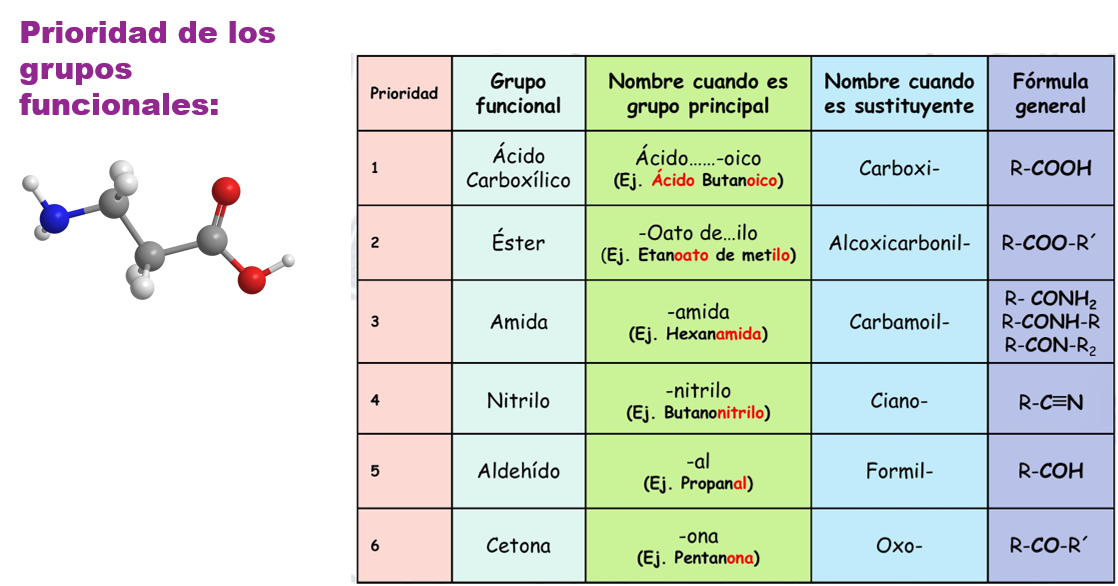 Prioridad de los
grupos
funcionales:
Prioridad
Grupo
funcional
Nombre cuando es
grupo principal
Nombre cuando
es sustituyente
Fórmula
general
1
Ácido
Carboxílico
Ácido......-oico
(Ej. Ácido Butanoico)
Carboxi-
R-COOH
2
Éster
-Oato de...ilo
(Ej. Etanoato de metilo)
Alcoxicarbonil-
R-COO-R´
3
Amida
-amida
(Ej. Hexanamida)
Carbamoil-
R- CONH₂
R-CONH-R
R-CON-R₂
4
Nitrilo
-nitrilo
(Ej. Butanonitrilo)
Ciano-
R-C≡N
5
Aldehído
-al
(Ej. Propanal)
Formil-
R-COH
6
Cetona
-ona
(Ej. Pentanona)
Oxo-
R-CO-R´